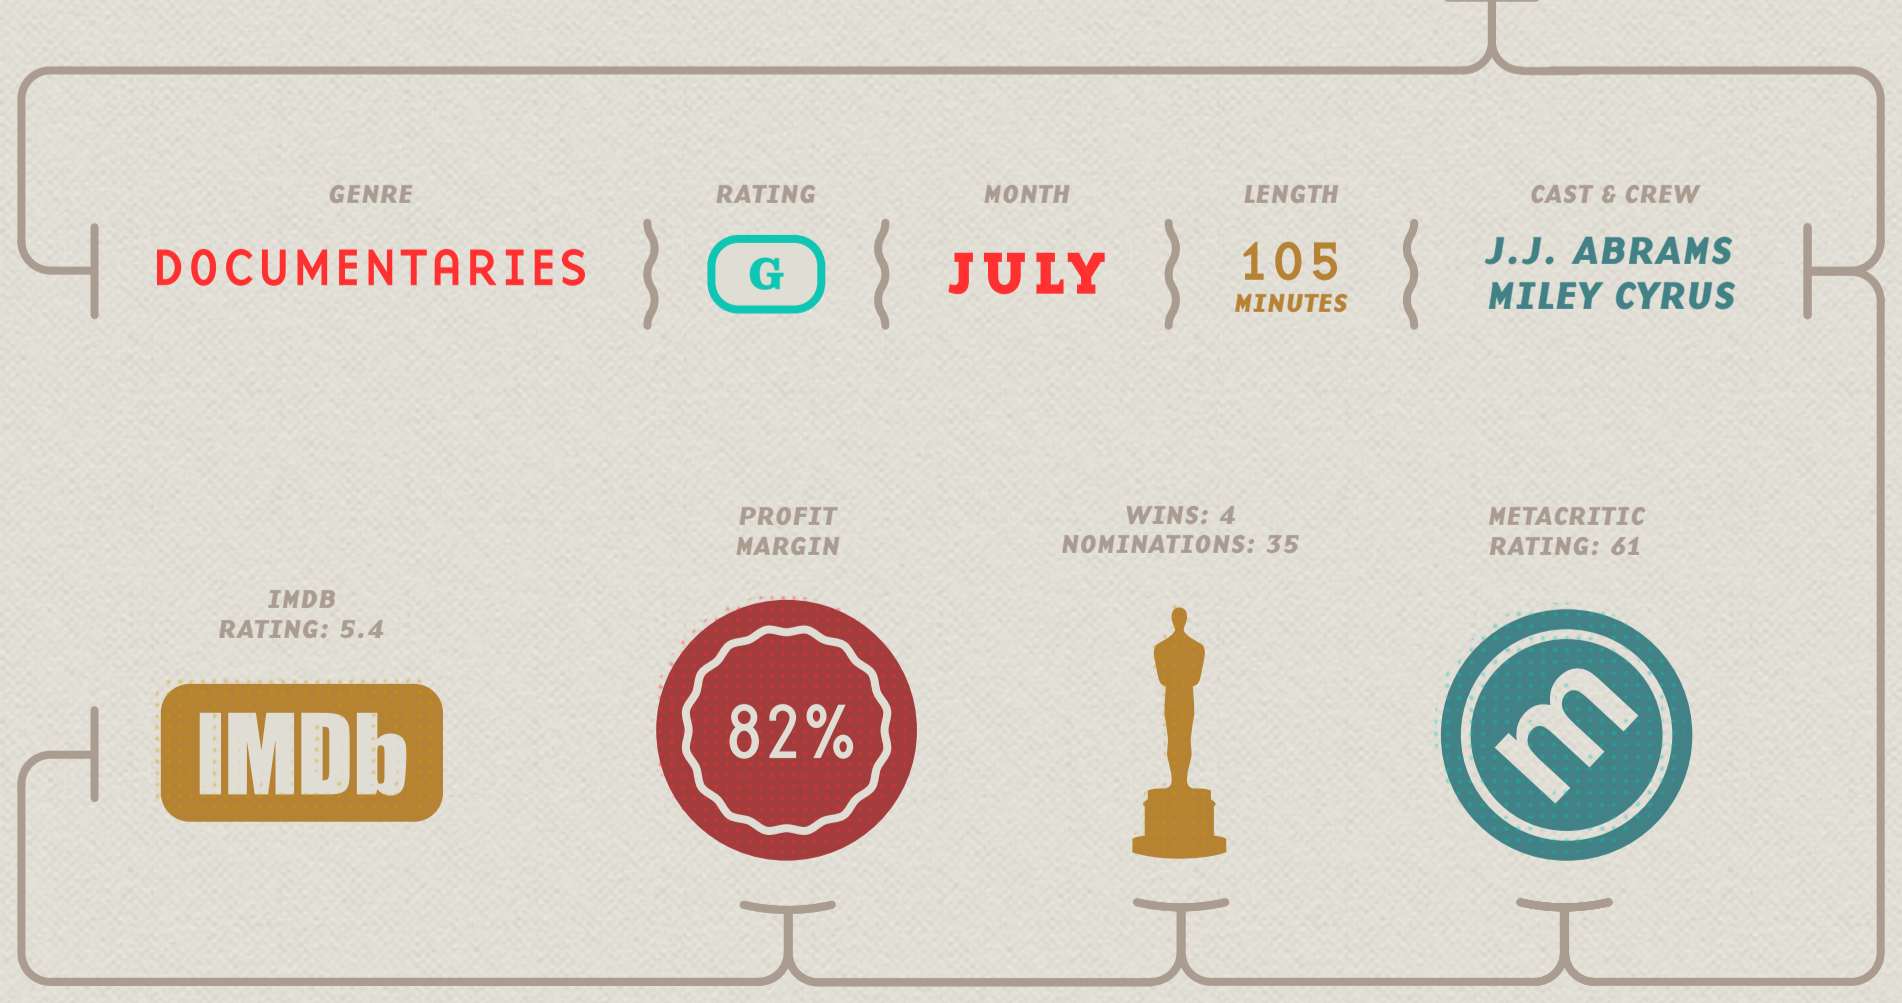 GENRE
DOCUMENTARIES
RATING
G
MONTH
JULY
LENGTH
105
MINUTES
CAST & CREW
J.J. ABRAMS
MILEY CYRUS
IMDB
RATING: 5.4
IMDb
PROFIT
MARGIN
82%
WINS: 4
NOMINATIONS: 35
METACRITIC
RATING: 61
m